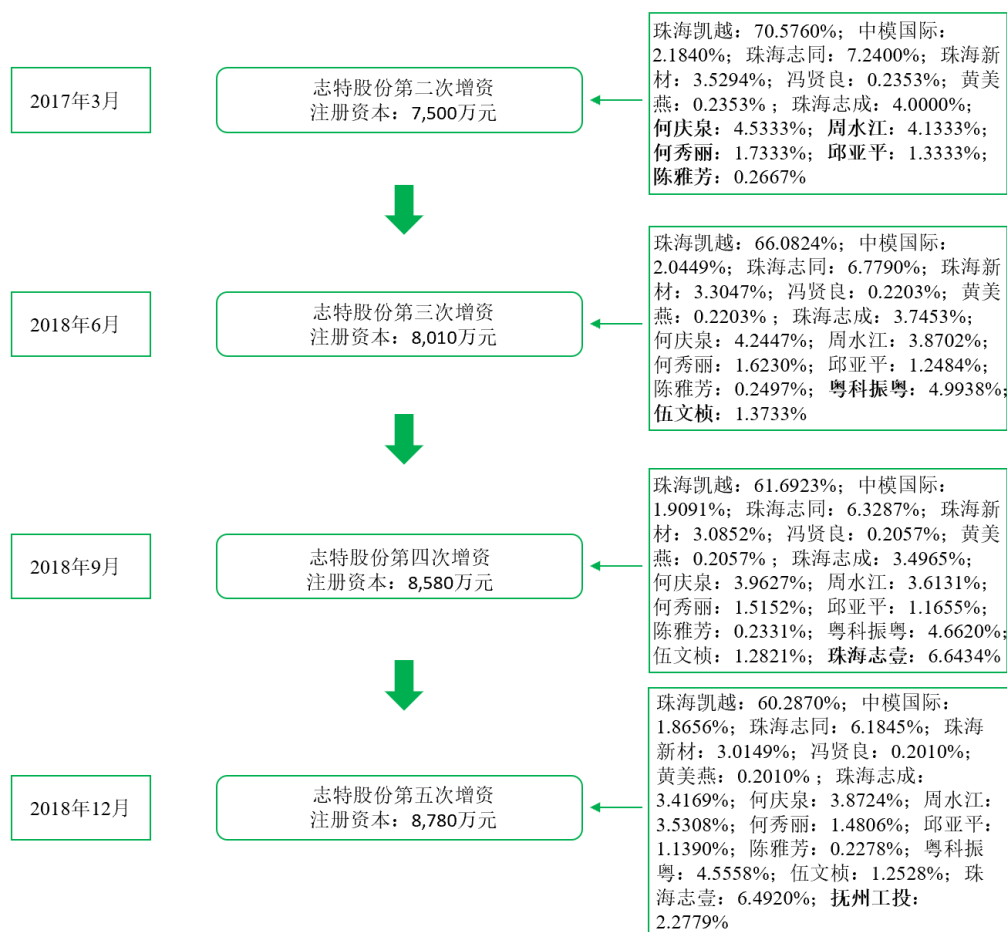 2017年3月
志特股份第二次增资
注册资本：7,500万元
珠海凯越：70.5760%；中模国际：
2.1840%；珠海志同：7.2400%；珠海新
材：3.5294%；冯贤良：0.2353%；黄美
燕：0.2353% ；珠海志成：4.0000%；
何庆泉：4.5333%；周水江：4.1333%；
何秀丽：1.7333%；邱亚平：1.3333%；
陈雅芳：0.2667%
2018年6月
志特股份第三次增资
注册资本：8,010万元
珠海凯越：66.0824%；中模国际：
2.0449%；珠海志同：6.7790%；珠海新
材：3.3047%；冯贤良：0.2203%；黄美
燕：0.2203% ；珠海志成：3.7453%；
何庆泉：4.2447%；周水江：3.8702%；
何秀丽：1.6230%；邱亚平：1.2484%；
陈雅芳：0.2497%；粤科振粤：4.9938%；
伍文桢：1.3733%
2018年9月
志特股份第四次增资
注册资本：8,580万元
珠海凯越：61.6923%；中模国际：
1.9091%；珠海志同：6.3287%；珠海新
材：3.0852%；冯贤良：0.2057%；黄美
燕：0.2057% ；珠海志成：3.4965%；
何庆泉：3.9627%；周水江：3.6131%；
何秀丽：1.5152%；邱亚平：1.1655%；
陈雅芳：0.2331%；粤科振粤：4.6620%；
伍文桢：1.2821%；珠海志壹：6.6434%
2018年12月
志特股份第五次增资
注册资本：8,780万元
珠海凯越：60.2870%；中模国际：
1.8656%；珠海志同：6.1845%；珠海
新材：3.0149%；冯贤良：0.2010%；
黄美燕：0.2010% ；珠海志成：
3.4169%；何庆泉：3.8724%；周水江：
3.5308%；何秀丽：1.4806%；邱亚平：
1.1390%；陈雅芳：0.2278%；粤科振
粤：4.5558%；伍文桢：1.2528%；珠
海志壹：6.4920%；抚州工投：
2.2779%